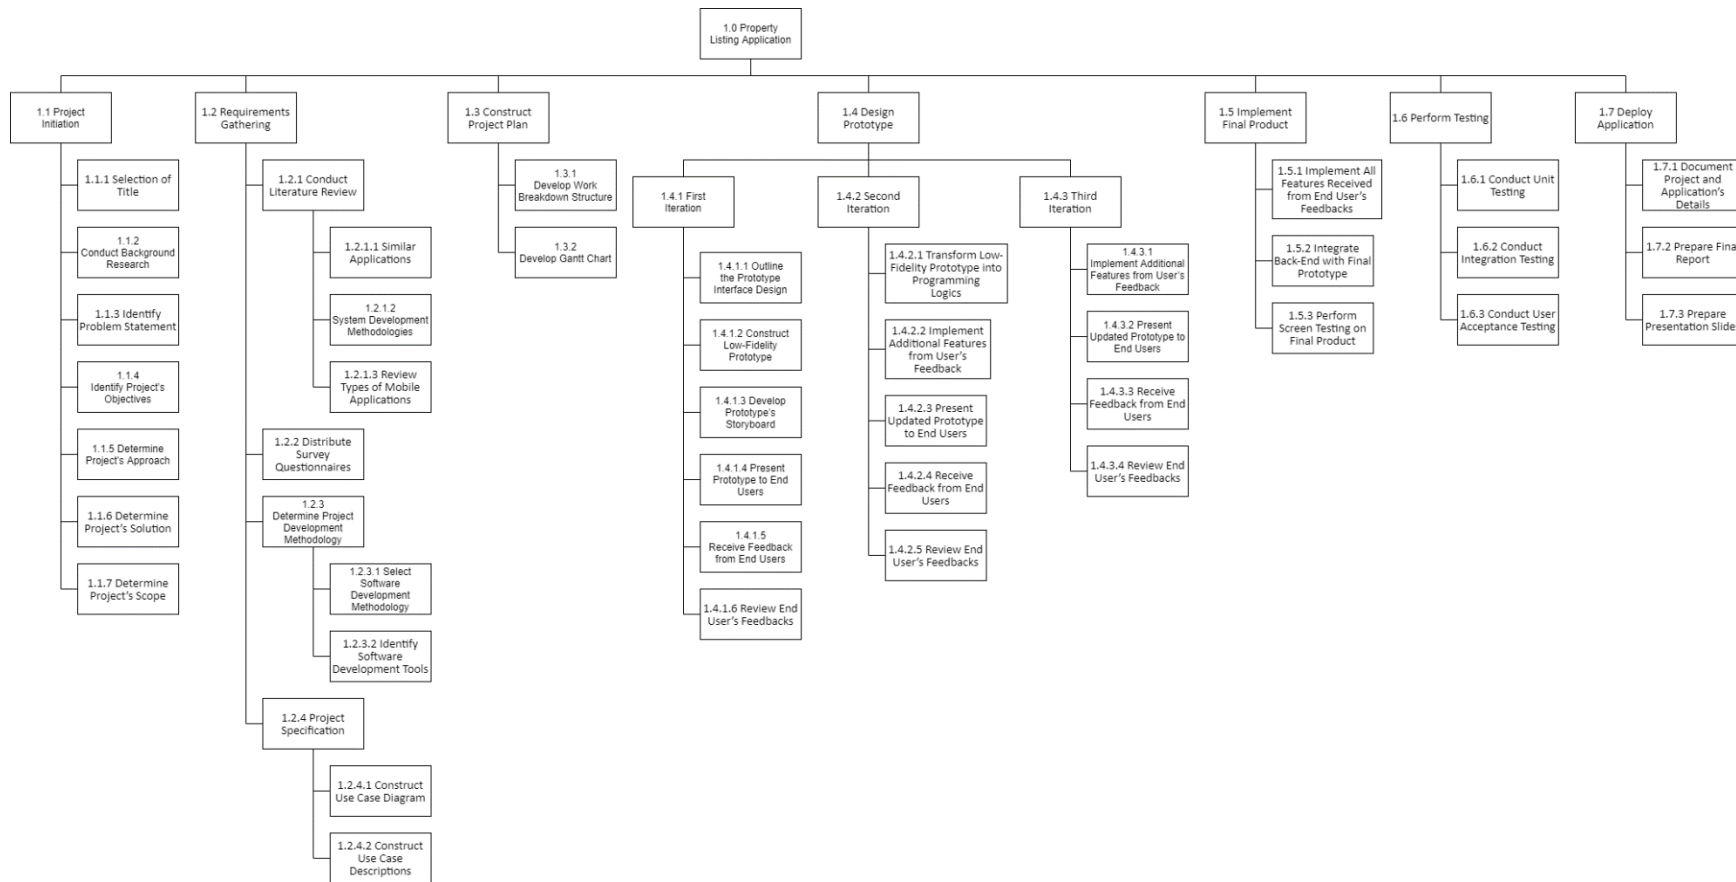 1.0 Property
Listing Application
1.1 Project
Initiation
1.2 Requirements
Gathering
1.3 Construct
Project Plan
1.4 Design
Prototype
1.5 Implement
Final Product
1.6 Perform Testing
1.7 Deploy
Application
1.1.1 Selection of
Title
1.1.2
Conduct Background
Research
1.1.3 Identify
Problem Statement
1.1.4
Identify Project's
Objectives
1.1.5 Determine
Project's Approach
1.1.6 Determine
Project's Solution
1.1.7 Determine
Project's Scope
1.2.1 Conduct
Literature Review
1.2.1.1 Similar
Applications
1.2.1.2
System Development
Methodologies
1.2.1.3 Review
Types of Mobile
Applications
1.2.2 Distribute
Survey
Questionnaires
1.2.3
Determine Project
Development
Methodology
1.2.3.1 Select
Software
Development
Methodology
1.2.3.2 Identify
Software
Development Tools
1.2.4 Project
Specification
1.2.4.1 Construct
Use Case Diagram
1.2.4.2 Construct
Use Case
Descriptions
1.3.1
Develop Work
Breakdown Structure
1.3.2
Develop Gantt Chart
1.4.1 First
Iteration
1.4.1.1 Outline
the Prototype
Interface Design
1.4.1.2 Construct
Low-Fidelity
Prototype
1.4.1.3 Develop
Prototype's
Storyboard
1.4.1.4 Present
Prototype to End
Users
1.4.1.5
Receive Feedback
from End Users
1.4.1.6 Review End
User's Feedbacks
1.4.2 Second
Iteration
1.4.2.1 Transform Low-
Fidelity Prototype into
Programming
Logics
1.4.2.2 Implement
Additional Features
from User's
Feedback
1.4.2.3 Present
Updated Prototype
to End Users
1.4.2.4 Receive
Feedback from End
Users
1.4.2.5 Review End
User's Feedbacks
1.4.3 Third
Iteration
1.4.3.1
Implement Additional
Features from User's
Feedback
1.4.3.2 Present
Updated Prototype to
End Users
1.4.3.3 Receive
Feedback from End
Users
1.4.3.4 Review End
User's Feedbacks
1.5.1 Implement All
Features Received
from End User's
Feedbacks
1.5.2 Integrate
Back-End with Final
Prototype
1.5.3 Perform
Screen Testing on
Final Product
1.6.1 Conduct Unit
Testing
1.6.2 Conduct
Integration Testing
1.6.3 Conduct User
Acceptance Testing
1.7.1 Document
Project and
Application's
Details
1.7.2 Prepare Final
Report
1.7.3 Prepare
Presentation Slides